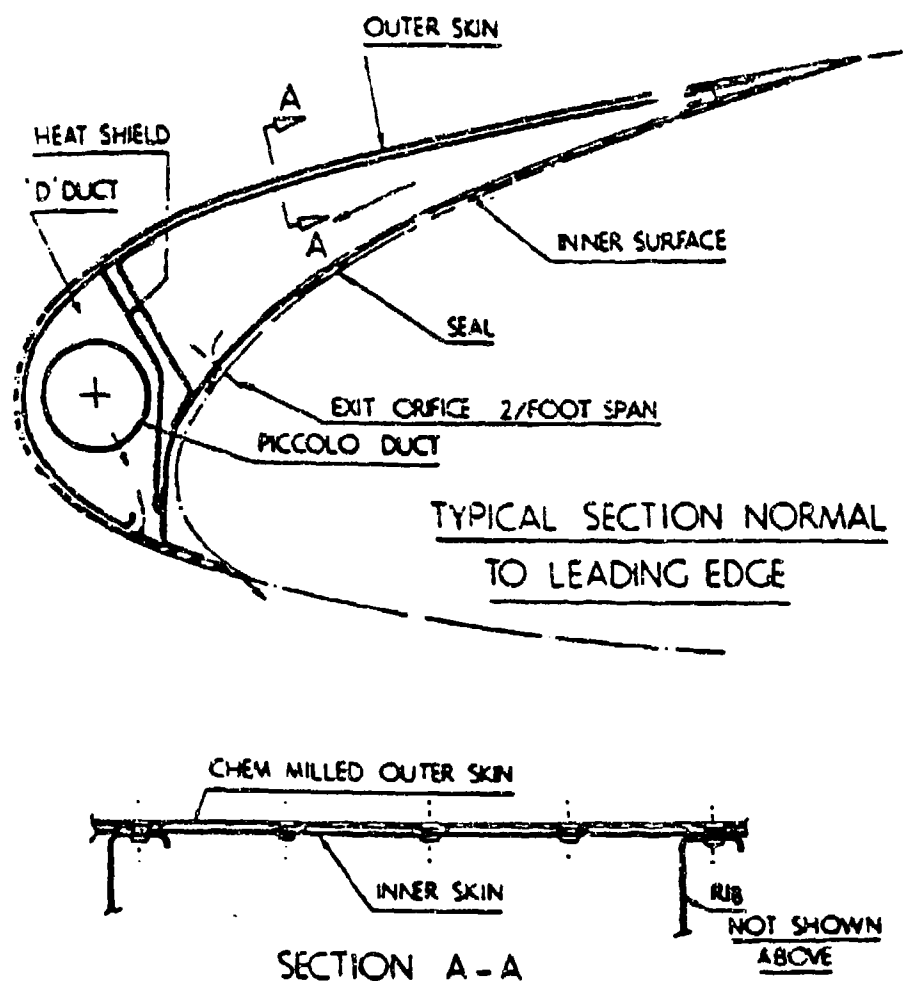 OUTER SKIN
A
HEAT SHIELD
'D' DUCT
A
INNER SURFACE
SEAL
EXIT ORIFICE 2/FOOT SPAN
PICCOLO DUCT
TYPICAL SECTION NORMAL
TO LEADING EDGE
CHEM MILLED OUTER SKIN
INNER SKIN
RIB
NOT SHOWN
ABOVE
SECTION A-A